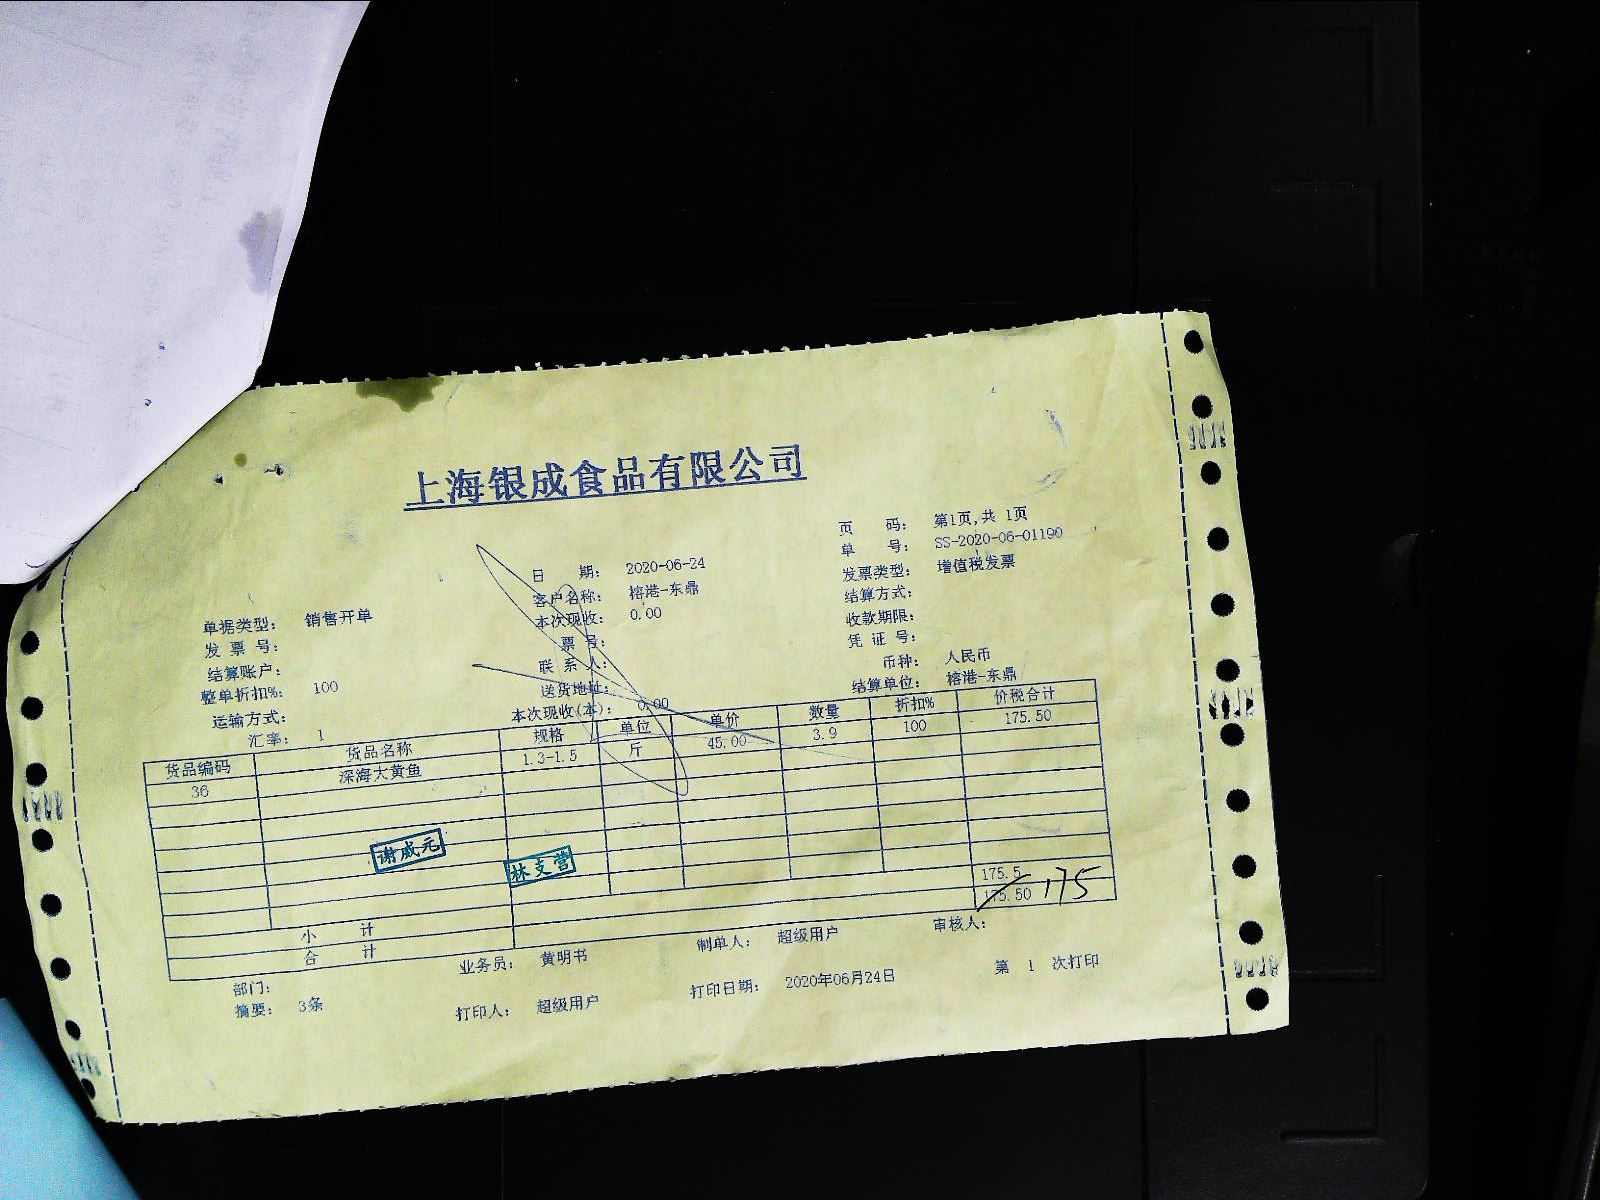 上海银成食品有限公司
页 码: 第1页,共 1页
日 期: 2020-06-24 单 号: SS-2020-06-01190
客户名称: 榕港-东鼎 发票类型: 增值税发票
单据类型: 销售开单 本次现收: 0.00 结算方式:
发 票 号: 票 号: 收款期限:
结算账户: 联 系 人: 凭 证 号:
整单折扣%: 100 送货地址: 币种: 人民币
运输方式: 本次现收(本): 0.00 结算单位: 榕港-东鼎
汇率: 1
货品编码 货品名称 规格 单位 单价 数量 折扣% 价税合计
36 深海大黄鱼 1.3-1.5 斤 45.00 3.9 100 175.50
谢威元 林支营
小 计 175.5
合 计 175.50 175
部门: 业务员: 黄明书 制单人: 超级用户 审核人:
摘要: 3条 打印人: 超级用户 打印日期: 2020年06月24日 第 1 次打印